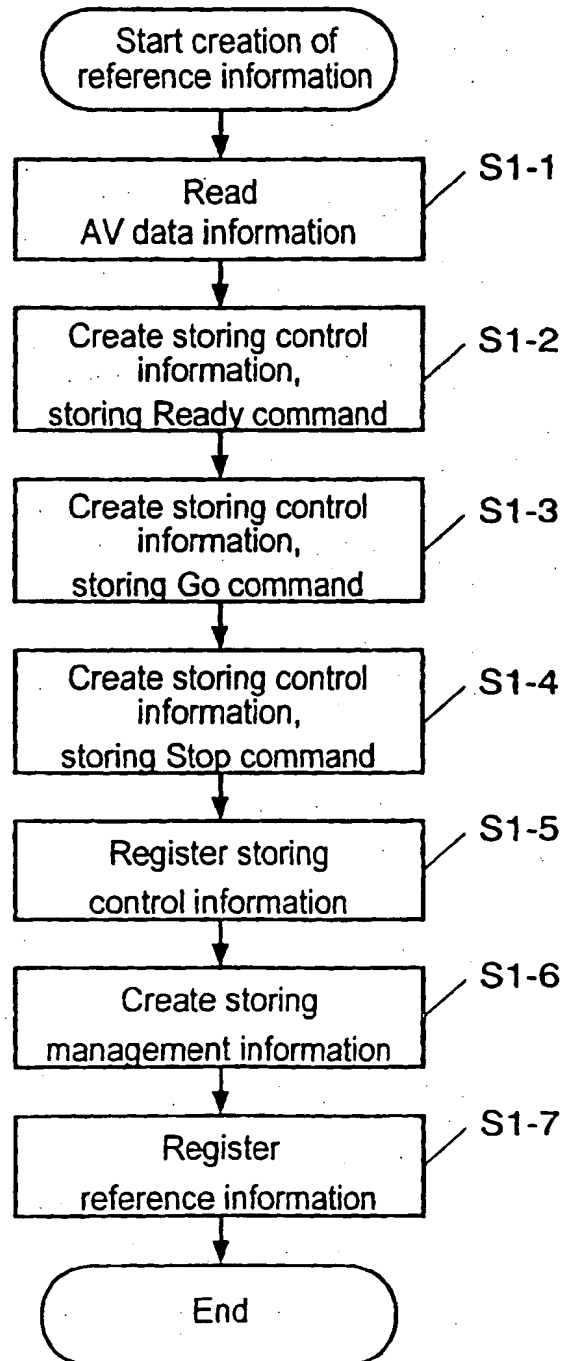 Start creation of
reference information
S1-1
Read
AV data information
S1-2
Create storing control
information,
storing Ready command
S1-3
Create storing control
information,
storing Go command
S1-4
Create storing control
information,
storing Stop command
S1-5
Register storing
control information
S1-6
Create storing
management information
S1-7
Register
reference information
End